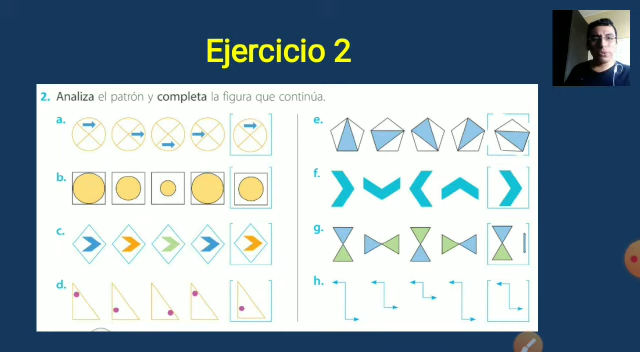 Ejercicio 2
2. Analiza el patrón y completa la figura que continúa.
a.
b.
c.
d.
e.
f.
g.
h.